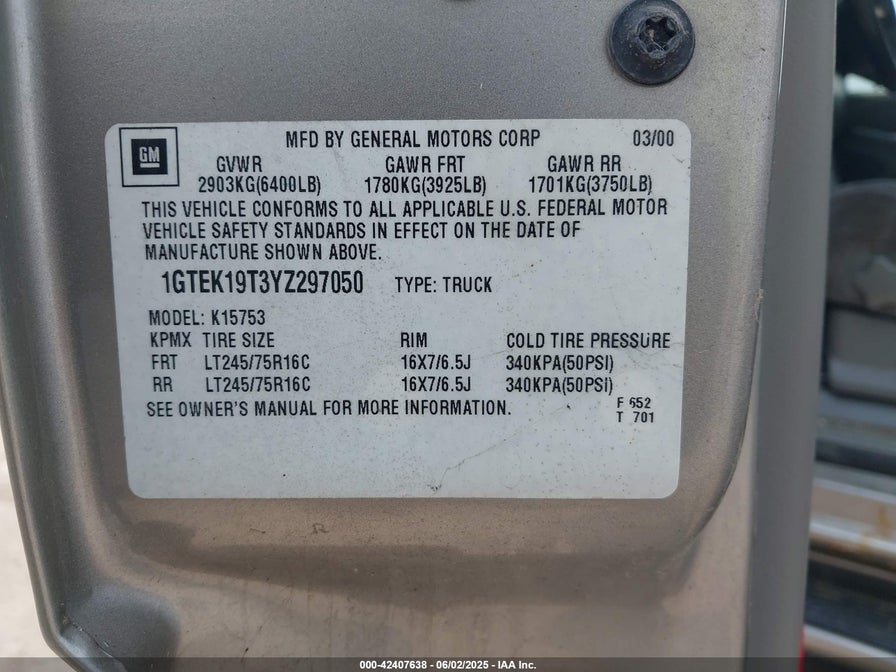 GM
MFD BY GENERAL MOTORS CORP 03/00
GVWR GAWR FRT GAWR RR
2903KG(6400LB) 1780KG(3925LB) 1701KG(3750LB)
THIS VEHICLE CONFORMS TO ALL APPLICABLE U.S. FEDERAL MOTOR
VEHICLE SAFETY STANDARDS IN EFFECT ON THE DATE OF
MANUFACTURE SHOWN ABOVE.
1GTEK19T3YZ297050 TYPE: TRUCK
MODEL: K15753
KPMX TIRE SIZE RIM COLD TIRE PRESSURE
FRT LT245/75R16C 16X7/6.5J 340KPA(50PSI)
RR LT245/75R16C 16X7/6.5J 340KPA(50PSI)
SEE OWNER'S MANUAL FOR MORE INFORMATION.
F 652
T 701
000-42407638 - 06/02/2025 - IAA Inc.